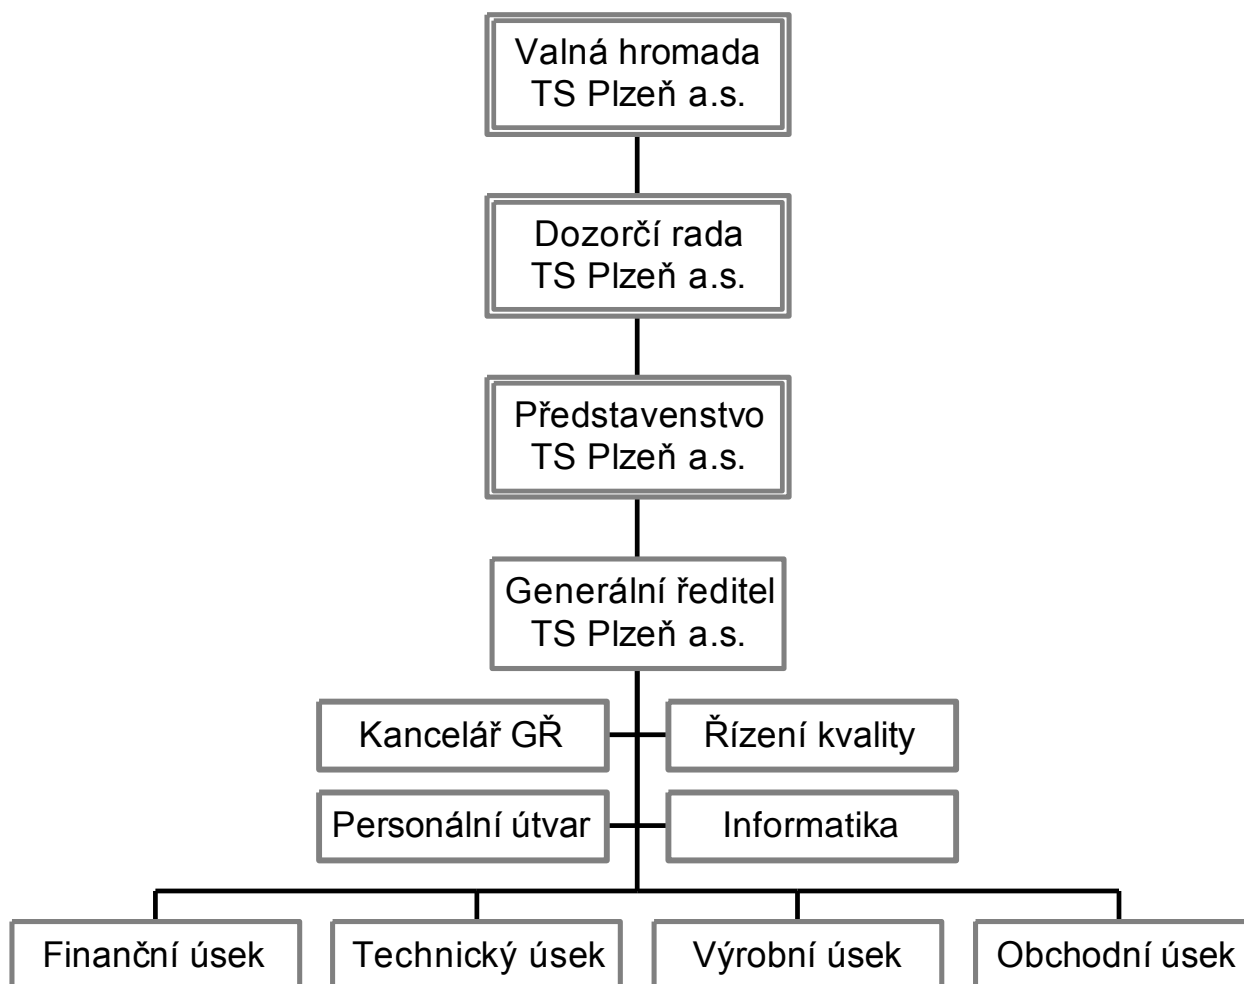 Valná hromada
TS Plzeň a.s.
Dozorčí rada
TS Plzeň a.s.
Představenstvo
TS Plzeň a.s.
Generální ředitel
TS Plzeň a.s.
Kancelář GŘ
Řízení kvality
Personální útvar
Informatika
Finanční úsek
Technický úsek
Výrobní úsek
Obchodní úsek